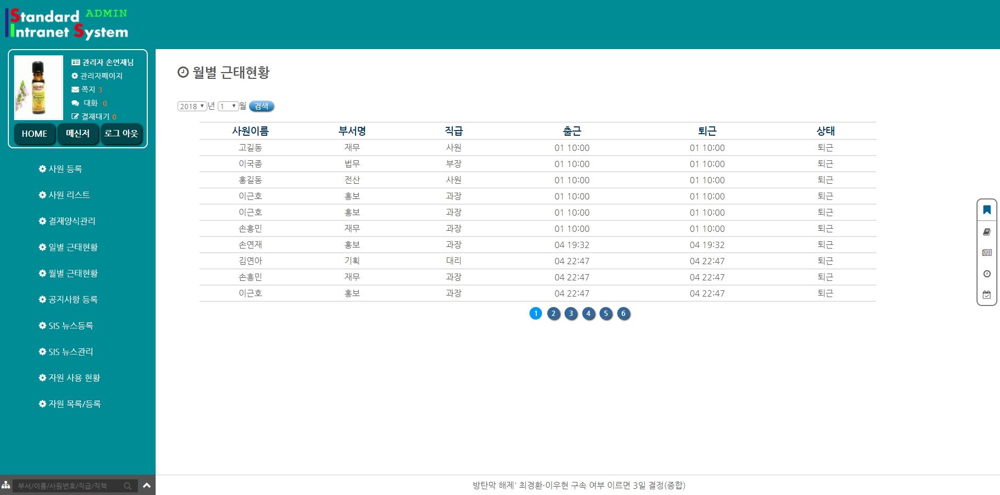 Standard ADMIN
Intranet System
관리자 손연재님
관리자페이지
쪽지 3
대화 0
결재대기 0
HOME 메신저 로그 아웃
사원 등록
사원 리스트
결재양식관리
일별 근태현황
월별 근태현황
공지사항 등록
SIS 뉴스등록
SIS 뉴스관리
자원 사용 현황
자원 목록/등록
부서/이름/사원번호/직급/직책
월별 근태현황
2018 년 1 월 검색
사원이름 부서명 직급 출근 퇴근 상태
고길동 재무 사원 01 10:00 01 10:00 퇴근
이국종 법무 부장 01 10:00 01 10:00 퇴근
홍길동 전산 사원 01 10:00 01 10:00 퇴근
이근호 홍보 과장 01 10:00 01 10:00 퇴근
이근호 홍보 과장 01 10:00 01 10:00 퇴근
손흥민 재무 과장 01 10:00 01 10:00 퇴근
손연재 홍보 과장 04 19:32 04 19:32 퇴근
김연아 기획 대리 04 22:47 04 22:47 퇴근
손흥민 재무 과장 04 22:47 04 22:47 퇴근
이근호 홍보 과장 04 22:47 04 22:47 퇴근
1 2 3 4 5 6
방탄막 해제' 최경환·이우현 구속 여부 이르면 3일 결정(종합)